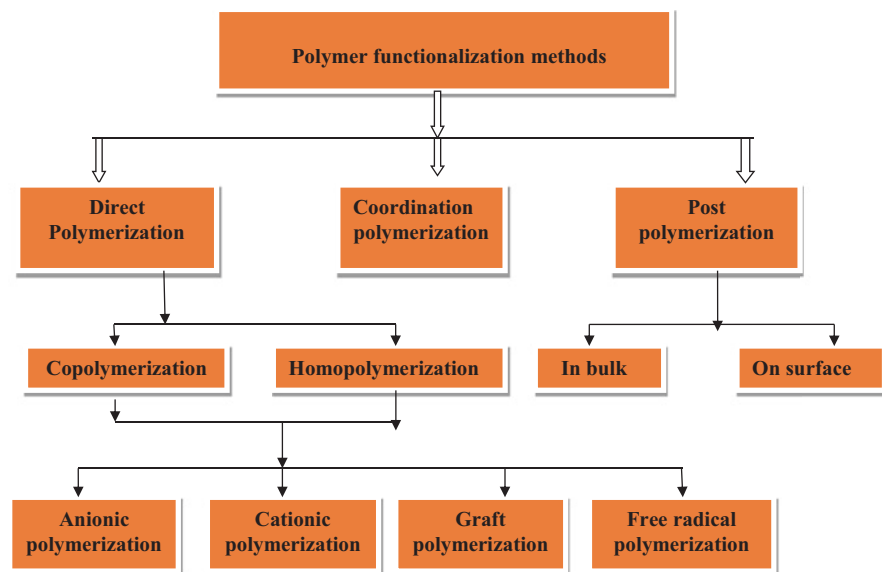 Polymer functionalization methods
Direct
Polymerization
Coordination
polymerization
Post
polymerization
Copolymerization
Homopolymerization
In bulk
On surface
Anionic
polymerization
Cationic
polymerization
Graft
polymerization
Free radical
polymerization